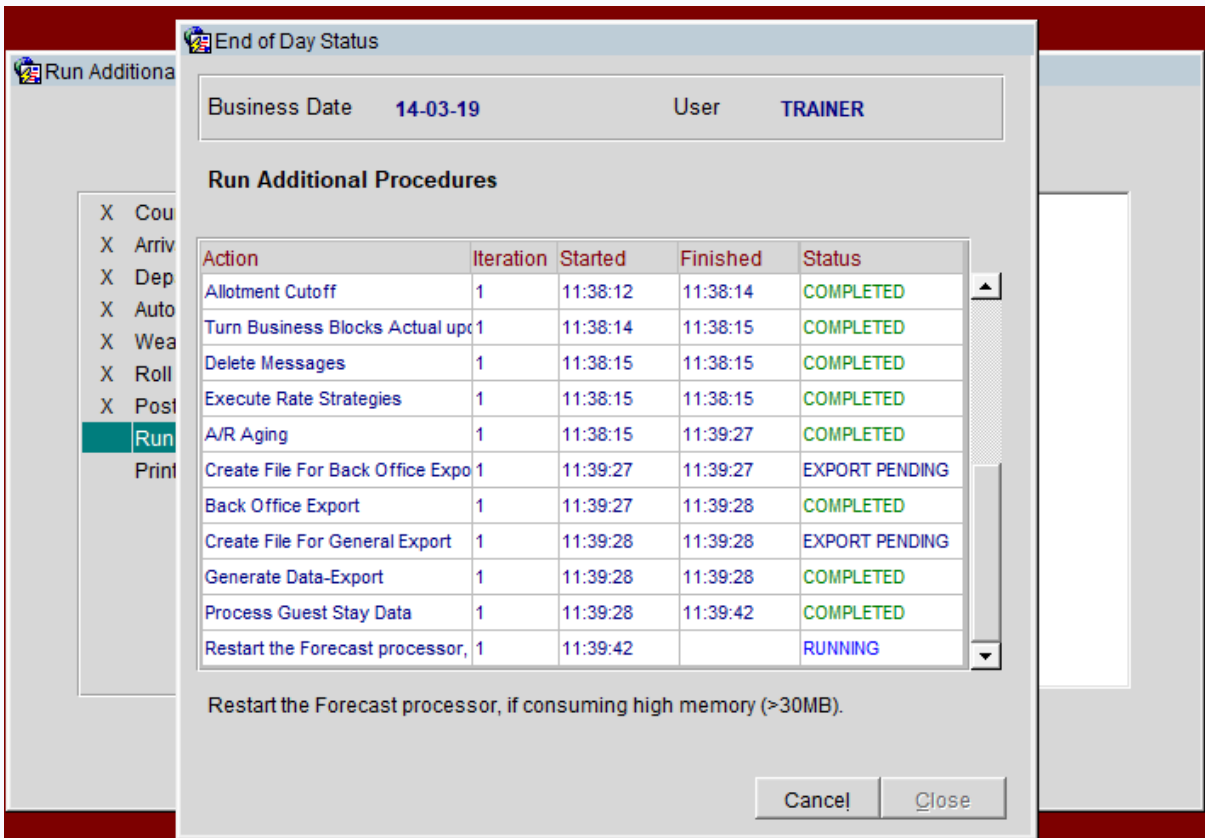 End of Day Status
Run Additiona
Business Date 14-03-19 User TRAINER
Run Additional Procedures
X Cou
X Arriv
X Dep
X Auto
X Wea
X Roll
X Post
Run
Print
Action Iteration Started Finished Status
Allotment Cutoff 1 11:38:12 11:38:14 COMPLETED
Turn Business Blocks Actual upo 1 11:38:14 11:38:15 COMPLETED
Delete Messages 1 11:38:15 11:38:15 COMPLETED
Execute Rate Strategies 1 11:38:15 11:38:15 COMPLETED
A/R Aging 1 11:38:15 11:39:27 COMPLETED
Create File For Back Office Expo 1 11:39:27 11:39:27 EXPORT PENDING
Back Office Export 1 11:39:27 11:39:28 COMPLETED
Create File For General Export 1 11:39:28 11:39:28 EXPORT PENDING
Generate Data-Export 1 11:39:28 11:39:28 COMPLETED
Process Guest Stay Data 1 11:39:28 11:39:42 COMPLETED
Restart the Forecast processor, 1 11:39:42 RUNNING
Restart the Forecast processor, if consuming high memory (>30MB).
Cancel Close